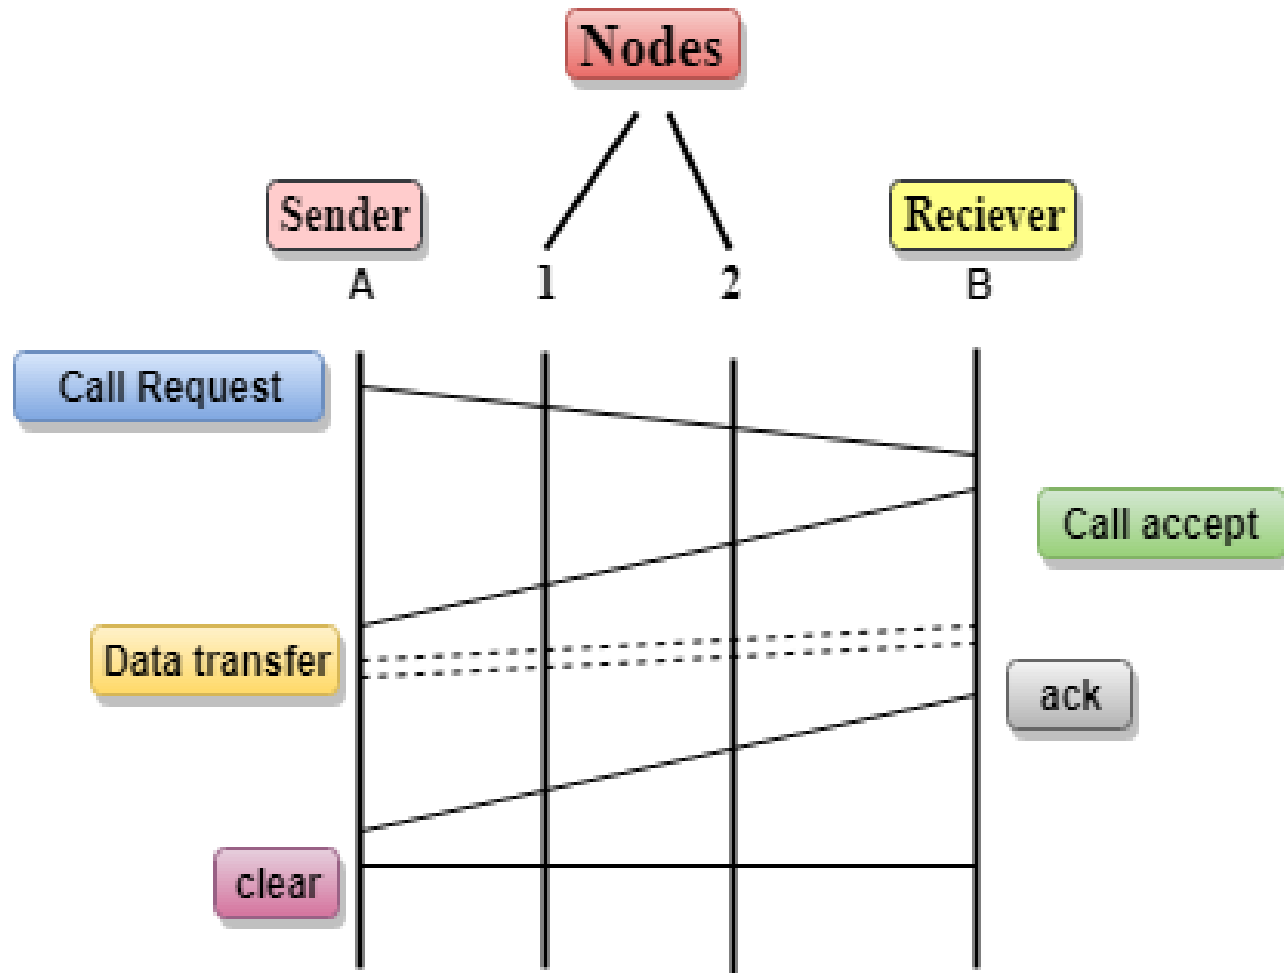 Nodes
Sender
Reciever
A
1
2
B
Call Request
Call accept
Data transfer
ack
clear